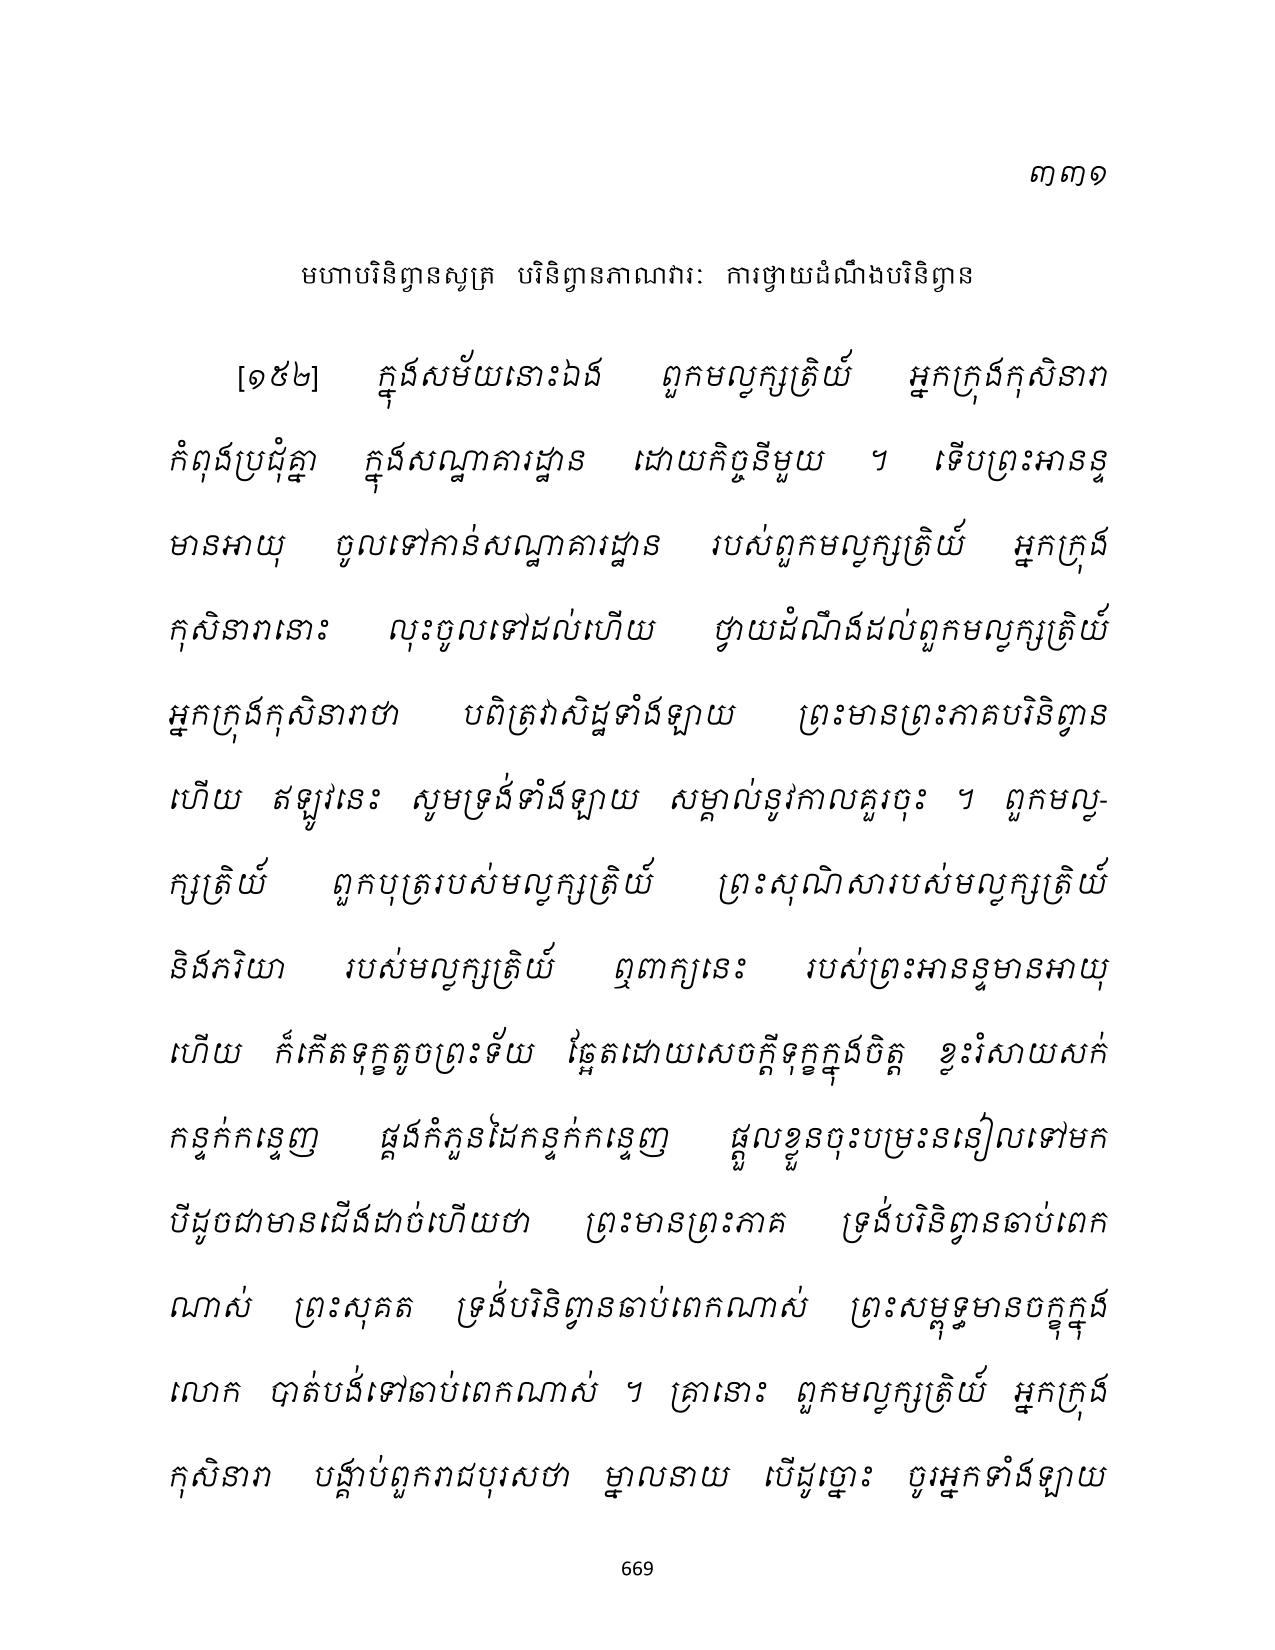 ៣៣១
មហាបរិនិព្វានសូត្រ បរិនិព្វានភាណវារៈ ការថ្វាយដំណឹងបរិនិព្វាន
[១៥២] ក្នុងសម័យនោះឯង ពួកមល្លក្សត្រិយ៍ អ្នកក្រុងកុសិនារា
កំពុងប្រជុំគ្នា ក្នុងសណ្ឋាគារដ្ឋាន ដោយកិច្ចនីមួយ ។ ទើបព្រះអានន្ទ
មានអាយុ ចូលទៅកាន់សណ្ឋាគារដ្ឋាន របស់ពួកមល្លក្សត្រិយ៍ អ្នកក្រុង
កុសិនារានោះ លុះចូលទៅដល់ហើយ ថ្វាយដំណឹងដល់ពួកមល្លក្សត្រិយ៍
អ្នកក្រុងកុសិនារាថា បពិត្រវាសិដ្ឋទាំងឡាយ ព្រះមានព្រះភាគបរិនិព្វាន
ហើយ ឥឡូវនេះ សូមទ្រង់ទាំងឡាយ សម្គាល់នូវកាលគួរចុះ ។ ពួកមល្ល-
ក្សត្រិយ៍ ពួកបុត្ររបស់មល្លក្សត្រិយ៍ ព្រះសុណិសារបស់មល្លក្សត្រិយ៍
និងភរិយា របស់មល្លក្សត្រិយ៍ ឮពាក្យនេះ របស់ព្រះអានន្ទមានអាយុ
ហើយ ក៏កើតទុក្ខតូចព្រះទ័យ ឆ្អែតដោយសេចក្តីទុក្ខក្នុងចិត្ត ខ្លះរំសាយសក់
កន្ទក់កន្ទេញ ផ្គងកំភួនដៃកន្ទក់កន្ទេញ ផ្តួលខ្លួនចុះបម្រះននៀលទៅមក
បីដូចជាមានជើងដាច់ហើយថា ព្រះមានព្រះភាគ ទ្រង់បរិនិព្វានឆាប់ពេក
ណាស់ ព្រះសុគត ទ្រង់បរិនិព្វានឆាប់ពេកណាស់ ព្រះសម្ពុទ្ធមានចក្ខុក្នុង
លោក បាត់បង់ទៅឆាប់ពេកណាស់ ។ គ្រានោះ ពួកមល្លក្សត្រិយ៍ អ្នកក្រុង
កុសិនារា បង្គាប់ពួករាជបុរសថា ម្នាលនាយ បើដូច្នោះ ចូរអ្នកទាំងឡាយ
669